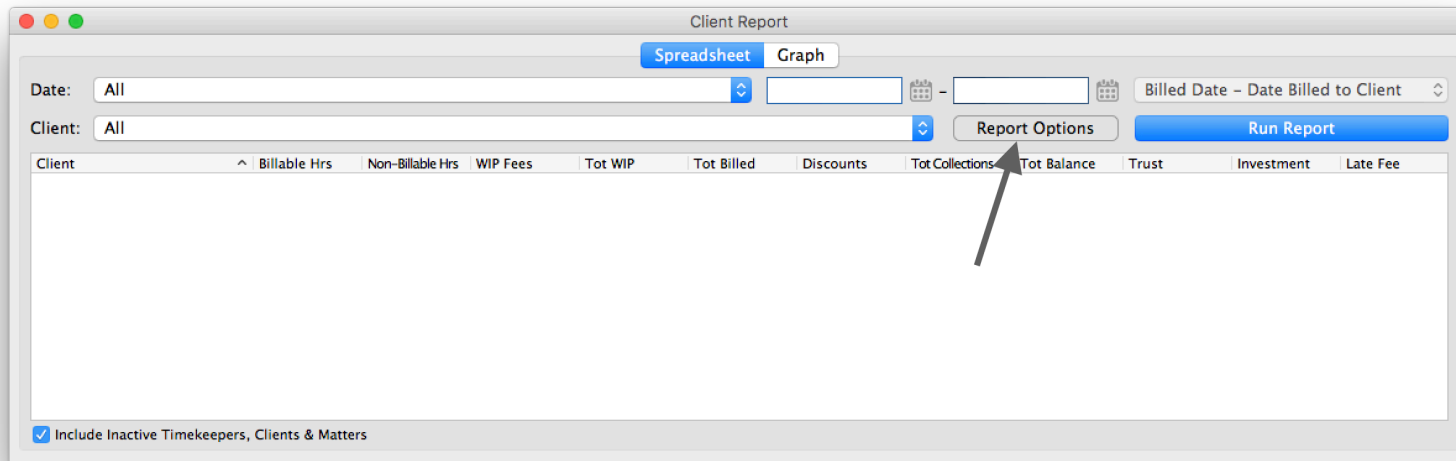 Client Report
Spreadsheet Graph
Date: All – Billed Date – Date Billed to Client
Client: All Report Options Run Report
Client Billable Hrs Non-Billable Hrs WIP Fees Tot WIP Tot Billed Discounts Tot Collections Tot Balance Trust Investment Late Fee
Include Inactive Timekeepers, Clients & Matters